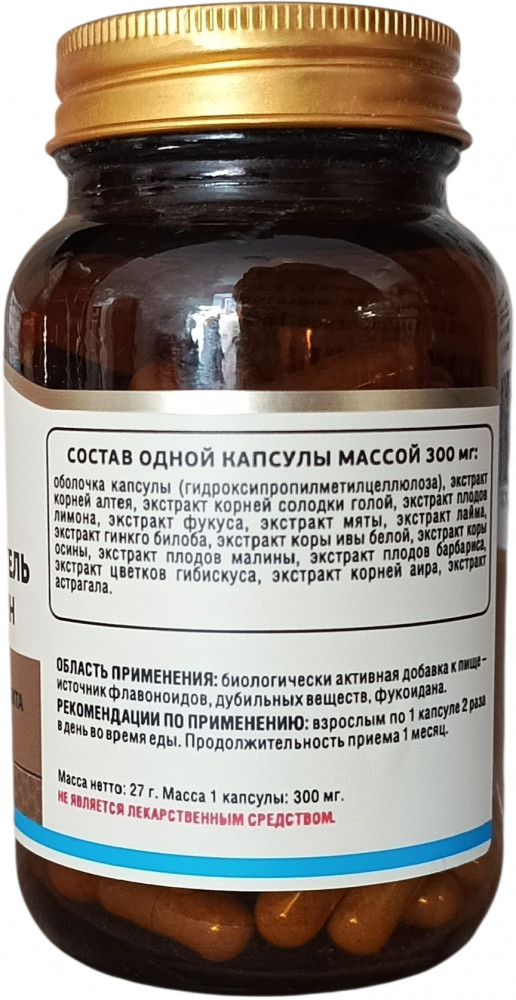 СОСТАВ ОДНОЙ КАПСУЛЫ МАССОЙ 300 мг:
оболочка капсулы (гидроксипропилметилцеллюлоза), экстракт
корней алтея, экстракт корней солодки голой, экстракт плодов
лимона, экстракт фукуса, экстракт мяты, экстракт лайма,
экстракт гинкго билоба, экстракт коры ивы белой, экстракт коры
осины, экстракт плодов малины, экстракт плодов барбариса,
экстракт цветков гибискуса, экстракт корней аира, экстракт
астрагала.
ЕЛЬ
Н
ИТА
ОБЛАСТЬ ПРИМЕНЕНИЯ: биологически активная добавка к пище –
источник флавоноидов, дубильных веществ, фукоидана.
РЕКОМЕНДАЦИИ ПО ПРИМЕНЕНИЮ: взрослым по 1 капсуле 2 раза
в день во время еды. Продолжительность приема 1 месяц.
Масса нетто: 27 г. Масса 1 капсулы: 300 мг.
НЕ ЯВЛЯЕТСЯ ЛЕКАРСТВЕННЫМ СРЕДСТВОМ.